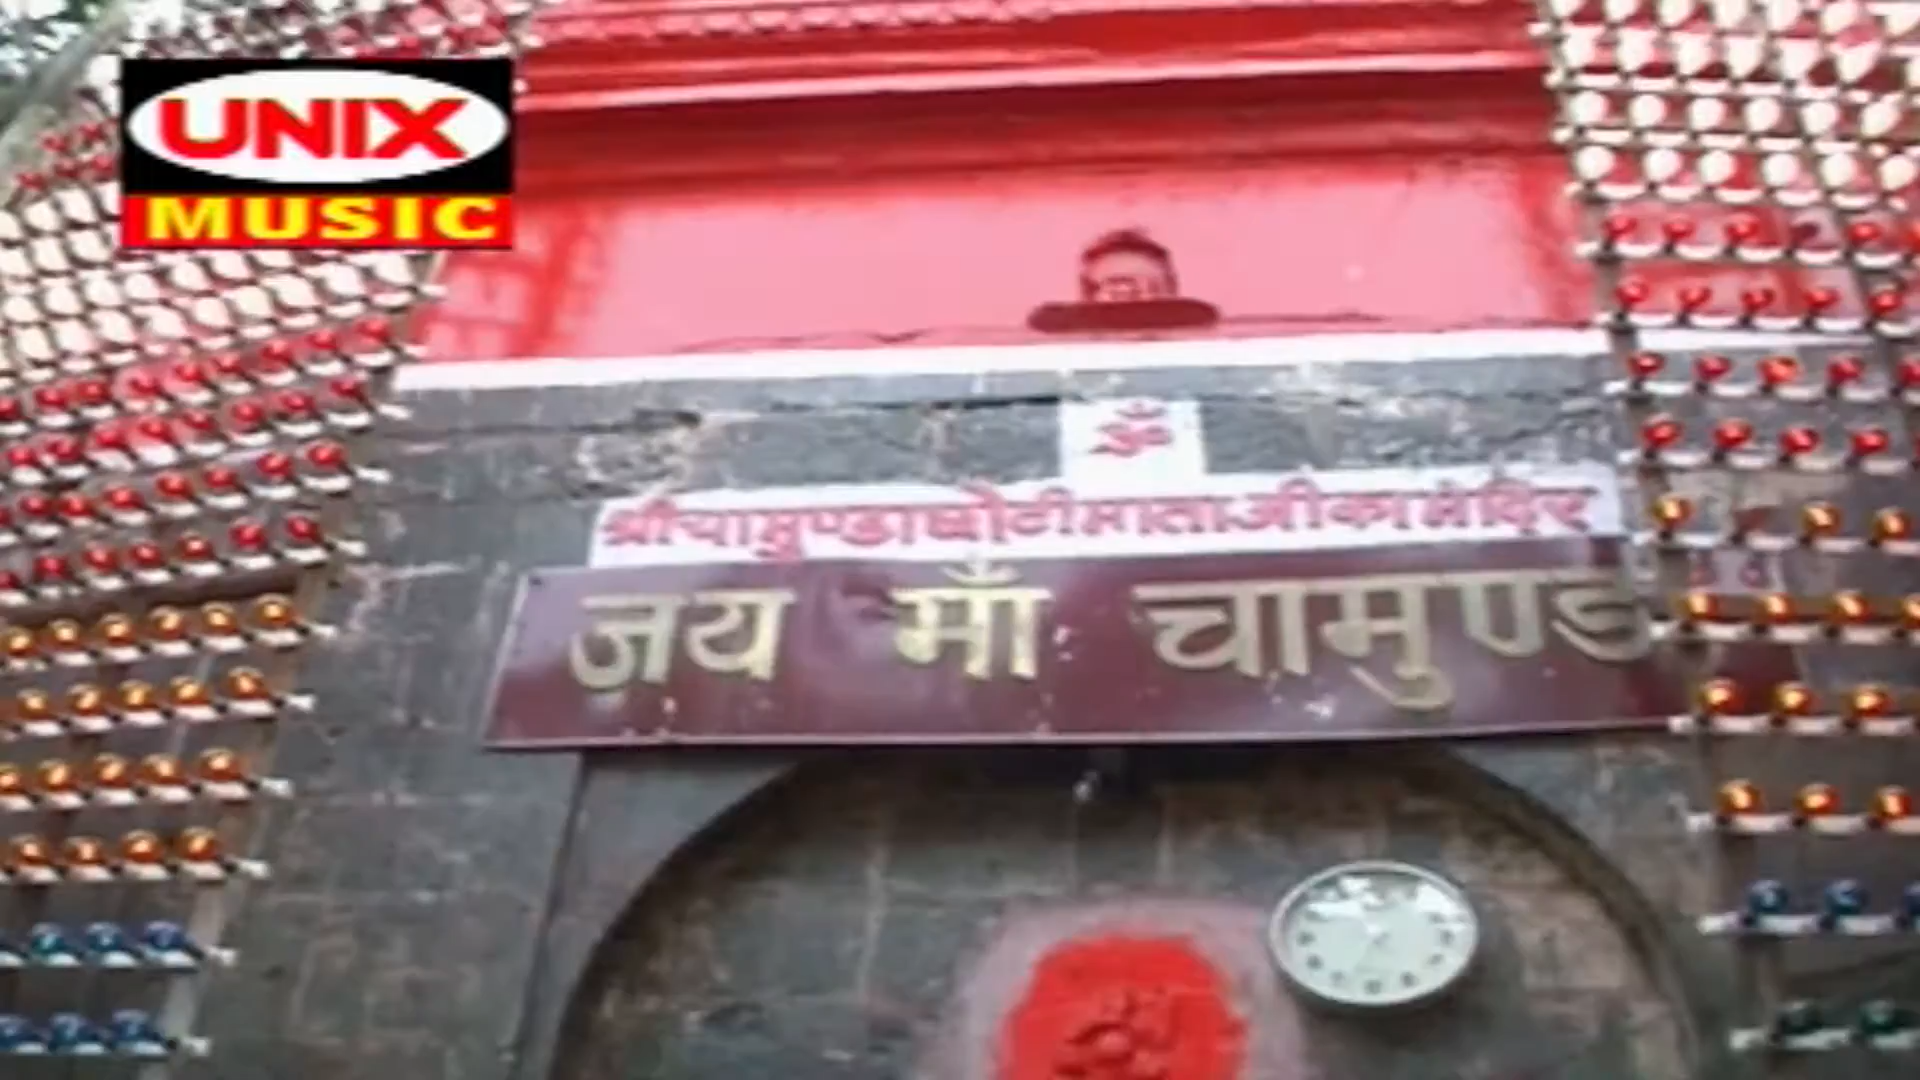 UNIX
MUSIC
ॐ
श्री चामुण्डा छोटी माता जी का मंदिर
जय माँ चामुण्ड